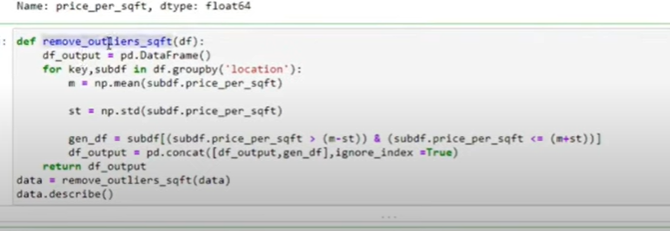 Name: price_per_sqft, dtype: float64
: def remove_outliers_sqft(df):
    df_output = pd.DataFrame()
    for key,subdf in df.groupby('location'):
        m = np.mean(subdf.price_per_sqft)
        st = np.std(subdf.price_per_sqft)
        gen_df = subdf[(subdf.price_per_sqft > (m-st)) & (subdf.price_per_sqft <= (m+st))]
        df_output = pd.concat([df_output,gen_df],ignore_index =True)
    return df_output
data = remove_outliers_sqft(data)
data.describe()
...